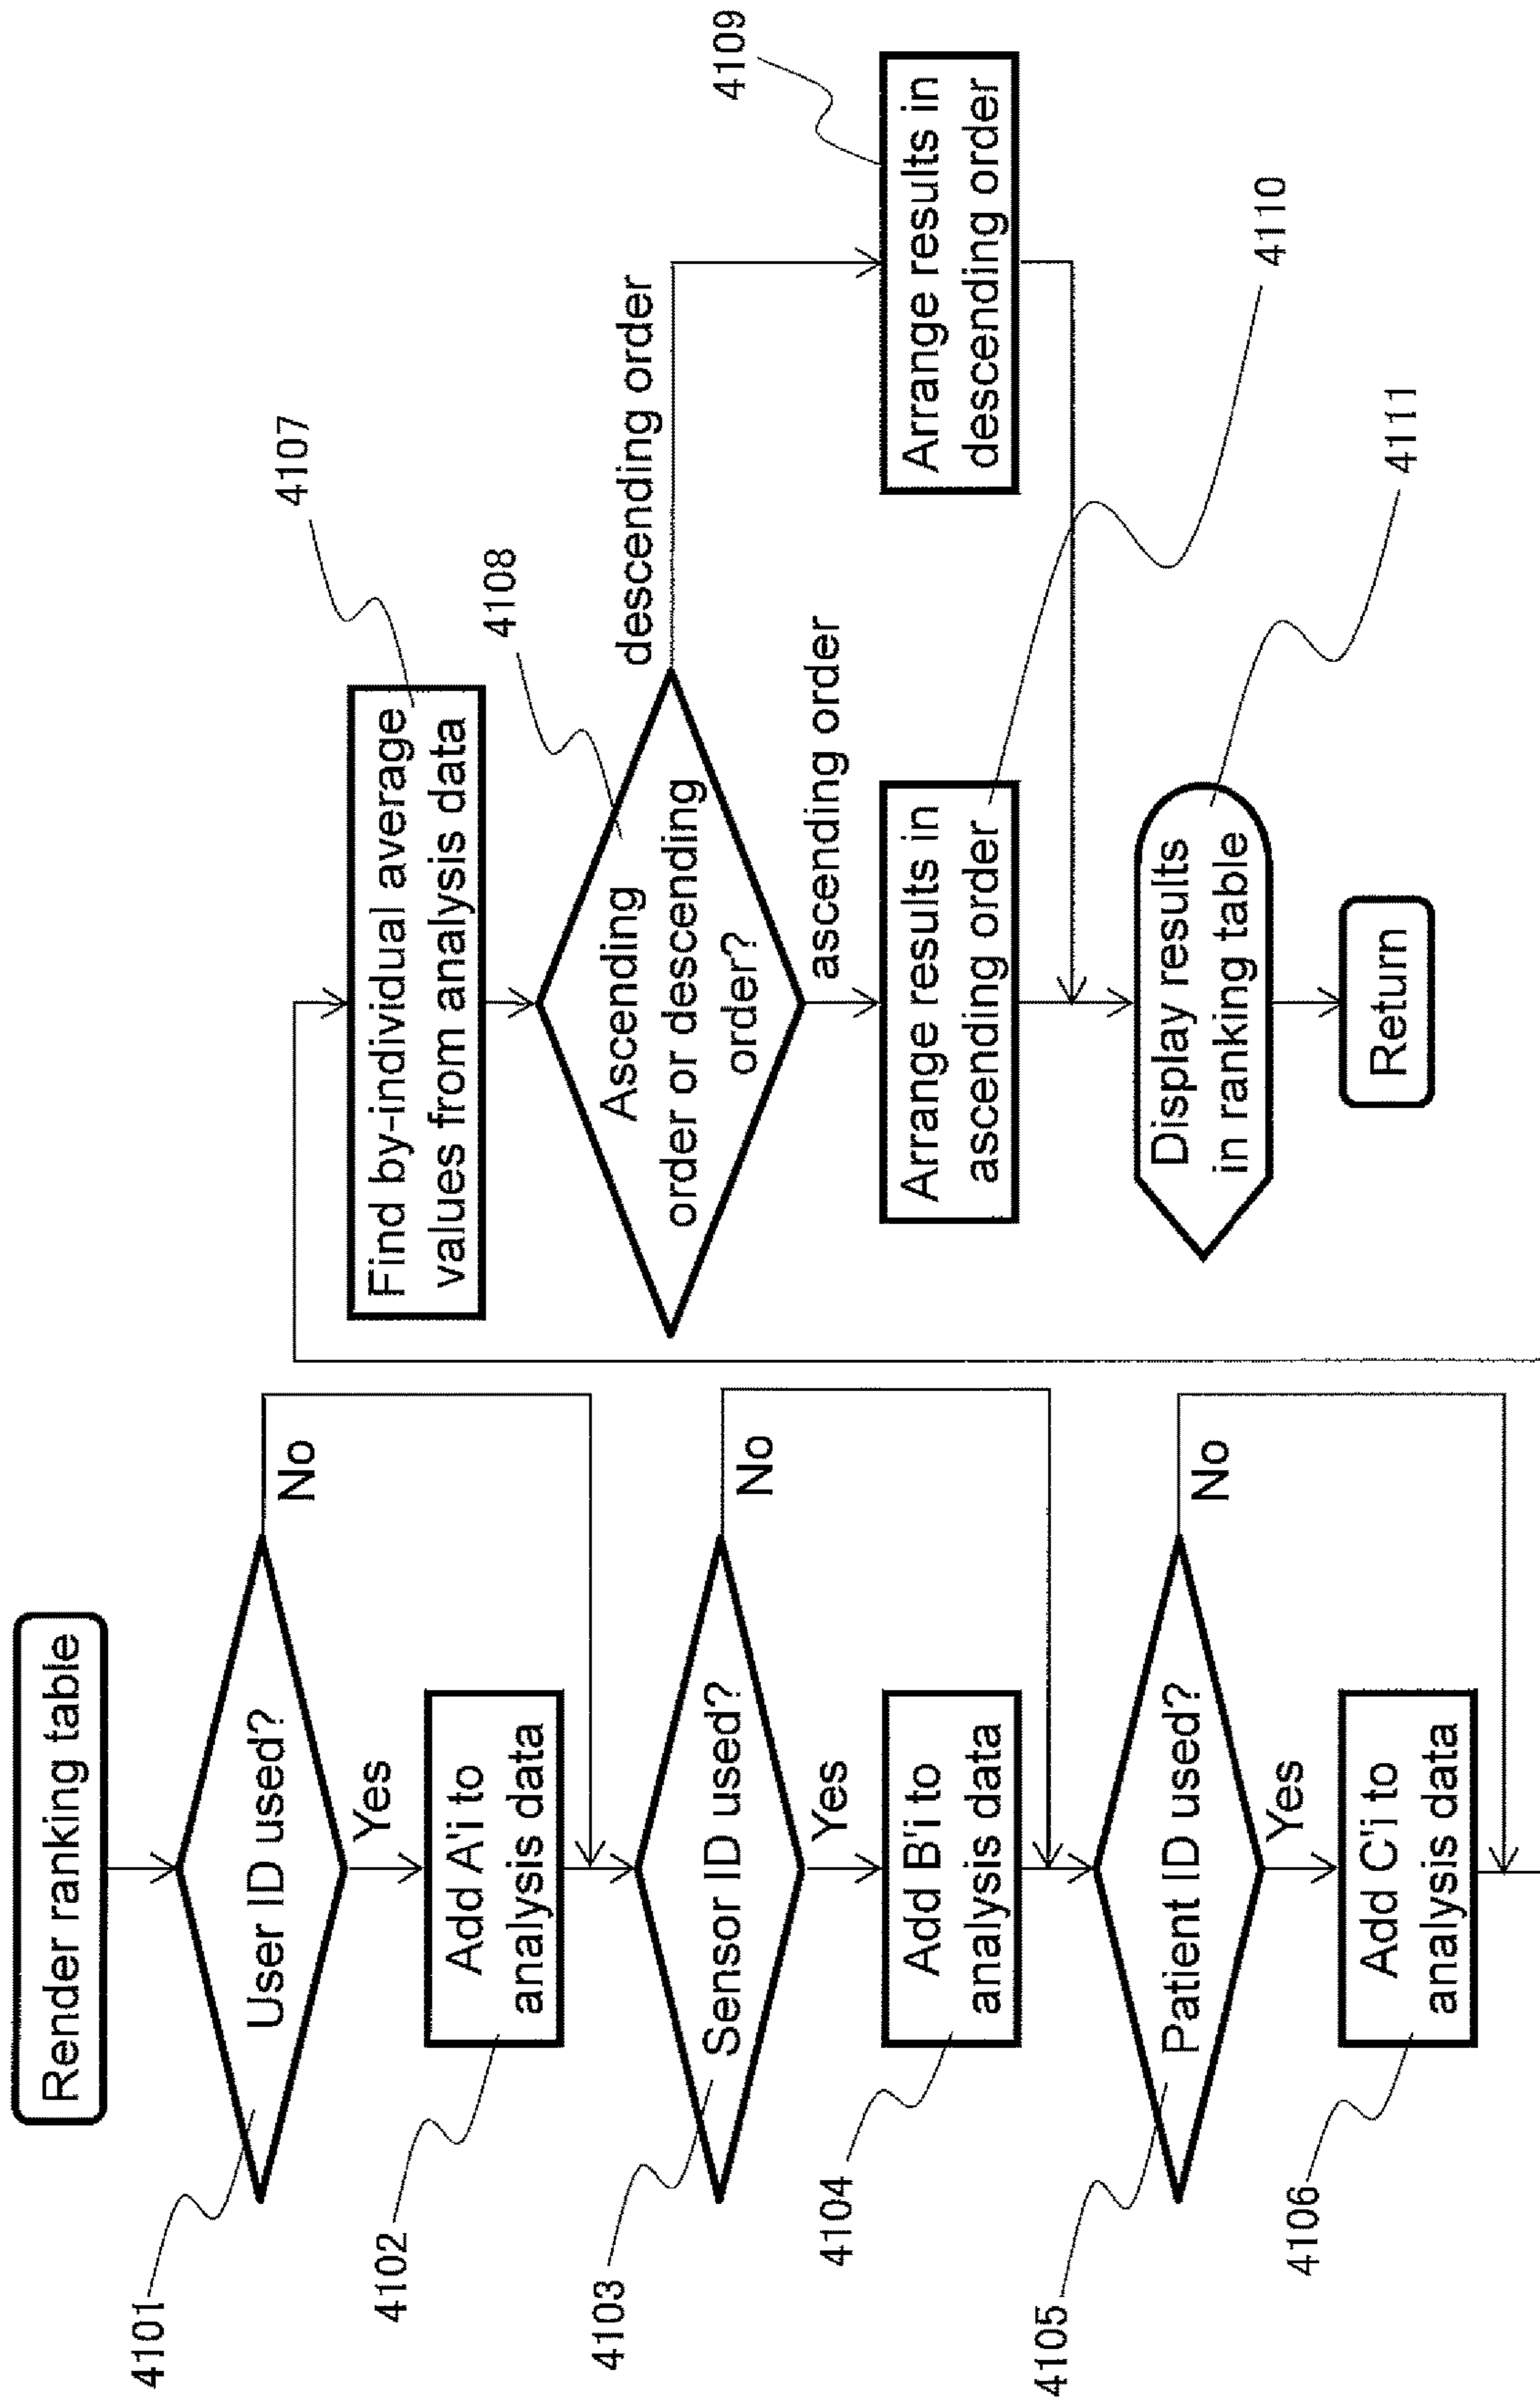 Render ranking table
4101
User ID used?
No
Yes
4102
Add A'i to
analysis data
4103
Sensor ID used?
No
Yes
4104
Add B'i to
analysis data
4105
Patient ID used?
No
Yes
4106
Add C'i to
analysis data
4107
Find by-individual average
values from analysis data
4108
Ascending
order or descending
order?
descending order
ascending order
4109
Arrange results in
descending order
Arrange results in
ascending order
4110
Display results
in ranking table
4111
Return